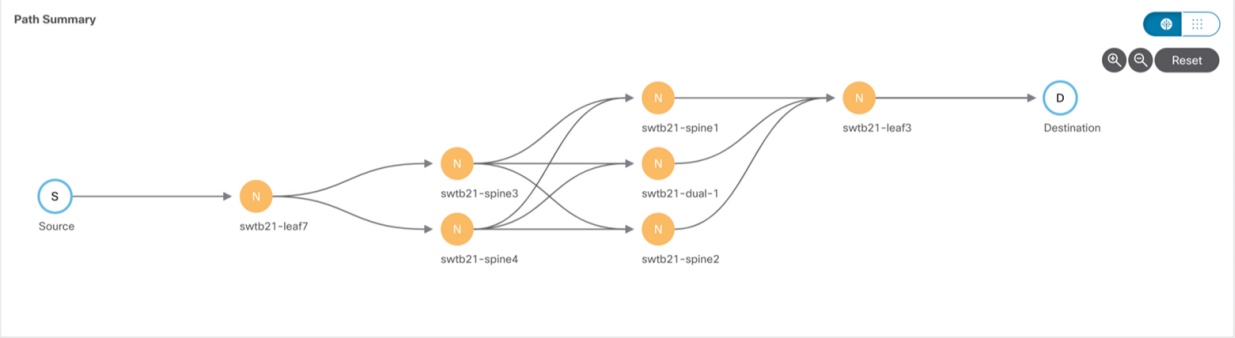 Path Summary
Reset
N
swtb21-spine1
N
swtb21-leaf3
D
Destination
N
swtb21-spine3
N
swtb21-dual-1
S
Source
N
swtb21-leaf7
N
swtb21-spine4
N
swtb21-spine2